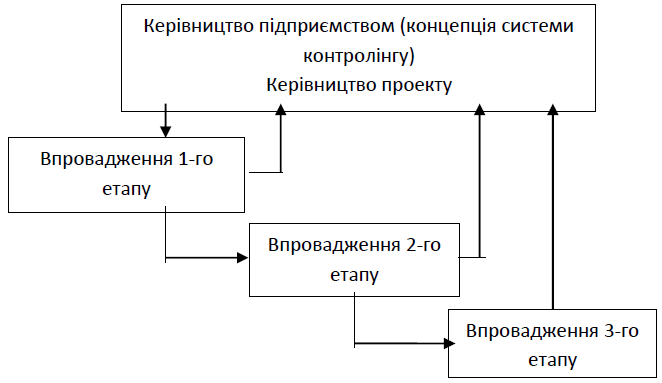 Керівництво підприємством (концепція системи
контролінгу)
Керівництво проекту
Впровадження 1-го
етапу
Впровадження 2-го
етапу
Впровадження 3-го
етапу